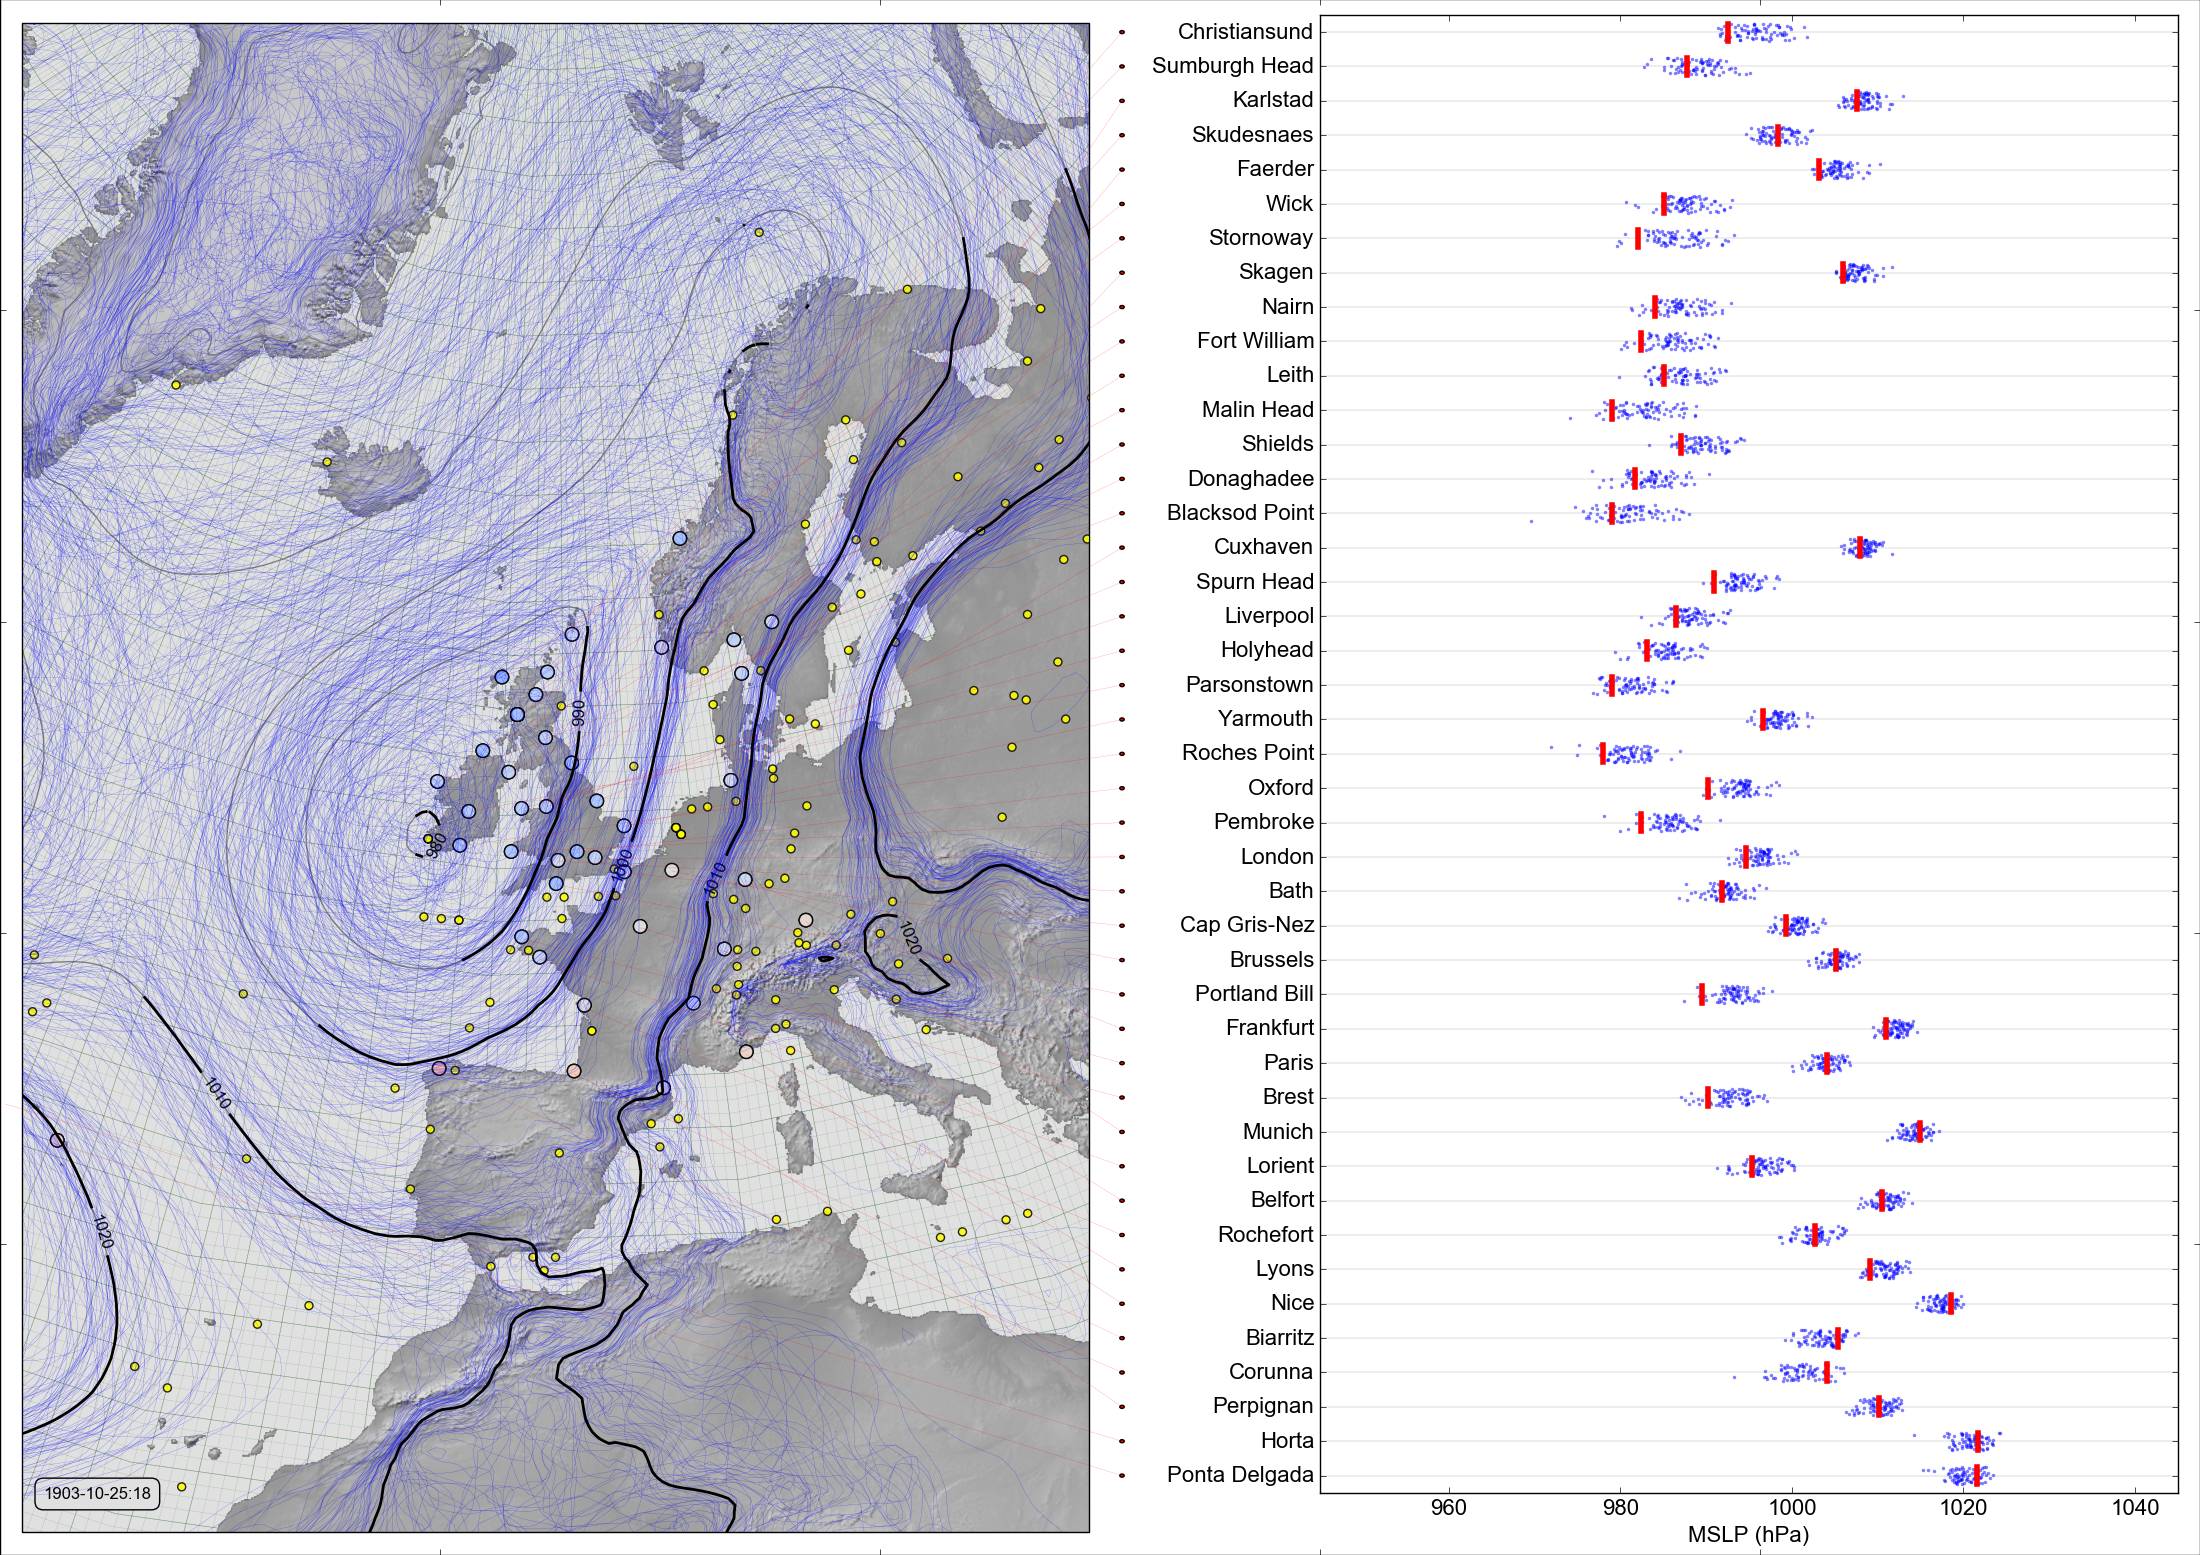 990
980
1000
1010
1020
1010
1020
1903-10-25:18
Christiansund
Sumburgh Head
Karlstad
Skudesnaes
Faerder
Wick
Stornoway
Skagen
Nairn
Fort William
Leith
Malin Head
Shields
Donaghadee
Blacksod Point
Cuxhaven
Spurn Head
Liverpool
Holyhead
Parsonstown
Yarmouth
Roches Point
Oxford
Pembroke
London
Bath
Cap Gris-Nez
Brussels
Portland Bill
Frankfurt
Paris
Brest
Munich
Lorient
Belfort
Rochefort
Lyons
Nice
Biarritz
Corunna
Perpignan
Horta
Ponta Delgada
960 980 1000 1020 1040
MSLP (hPa)